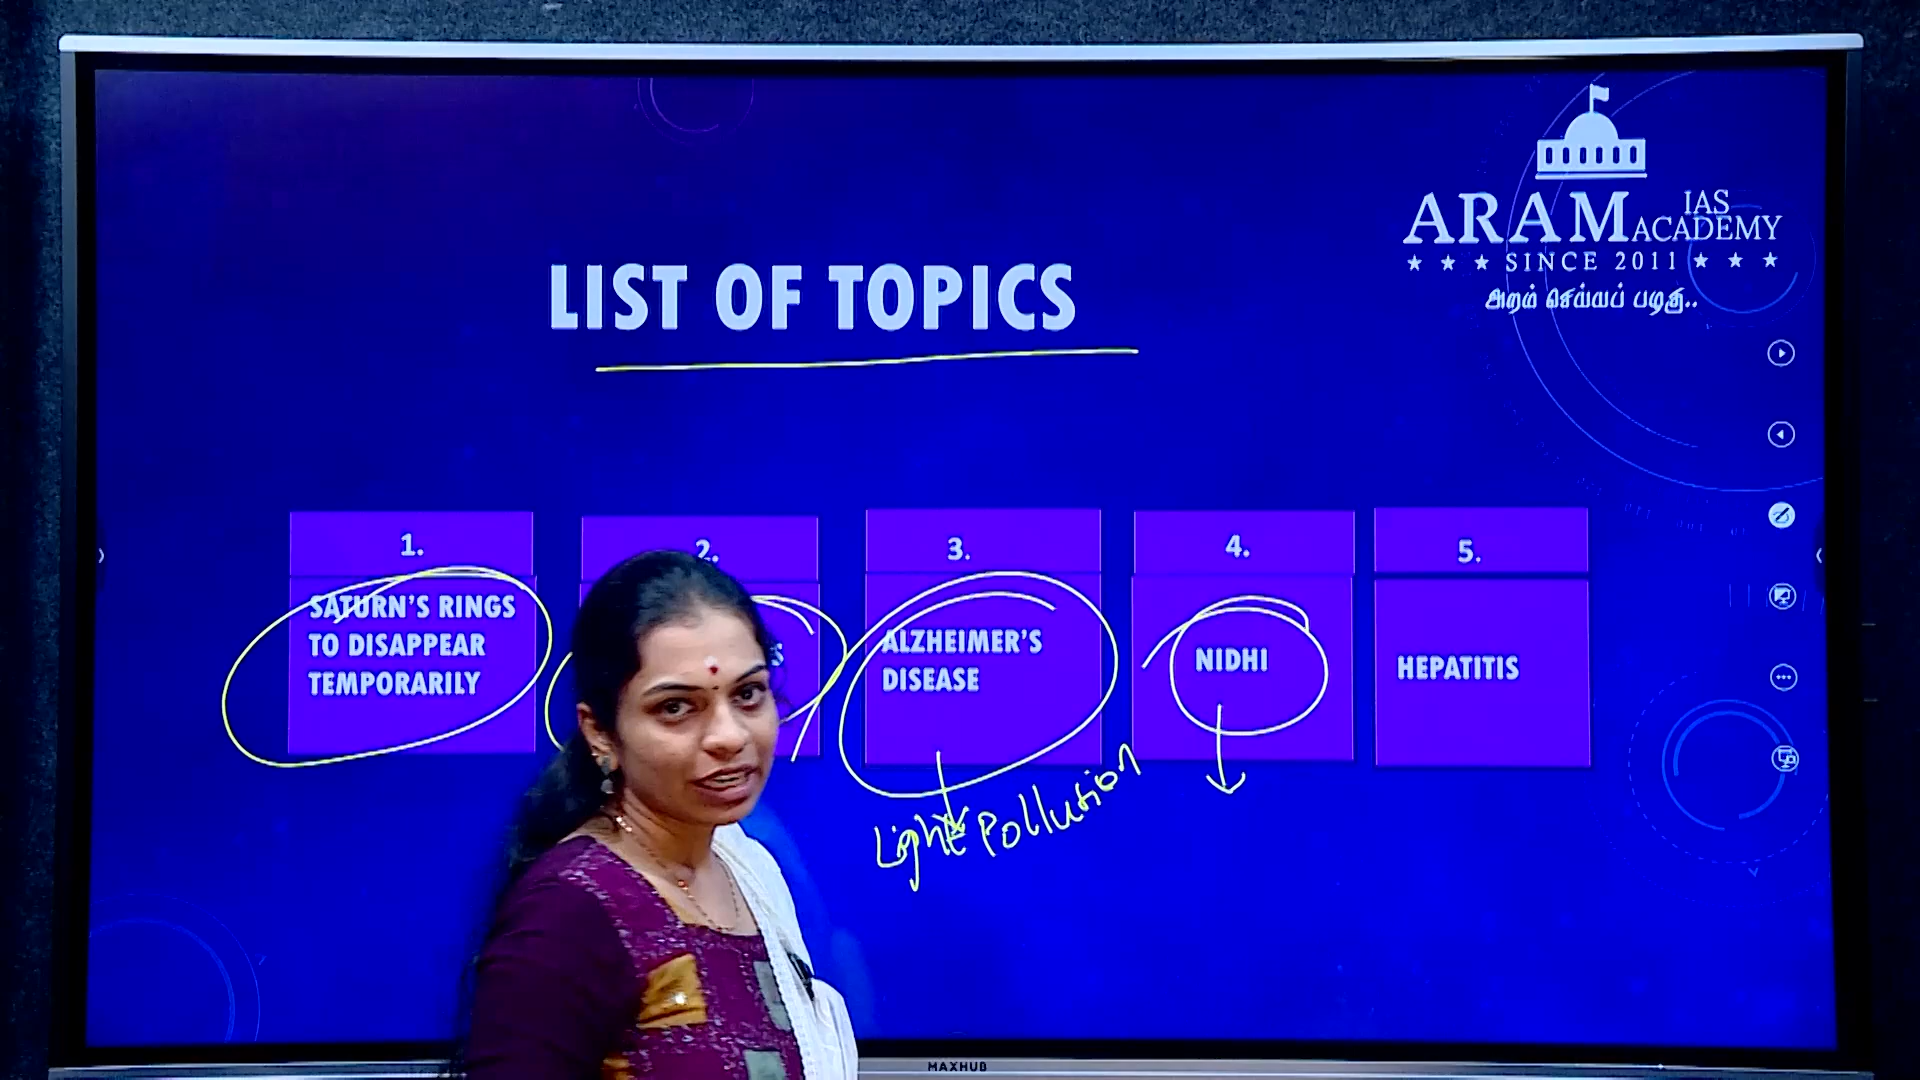 ARAM IAS
ACADEMY
★ ★ ★ SINCE 2011 ★ ★ ★
அறம் செய்யப் பழகு..
LIST OF TOPICS
1.
SATURN'S RINGS
TO DISAPPEAR
TEMPORARILY
2.
3.
ALZHEIMER'S
DISEASE
4.
NIDHI
5.
HEPATITIS
Light Pollution
MAXHUB